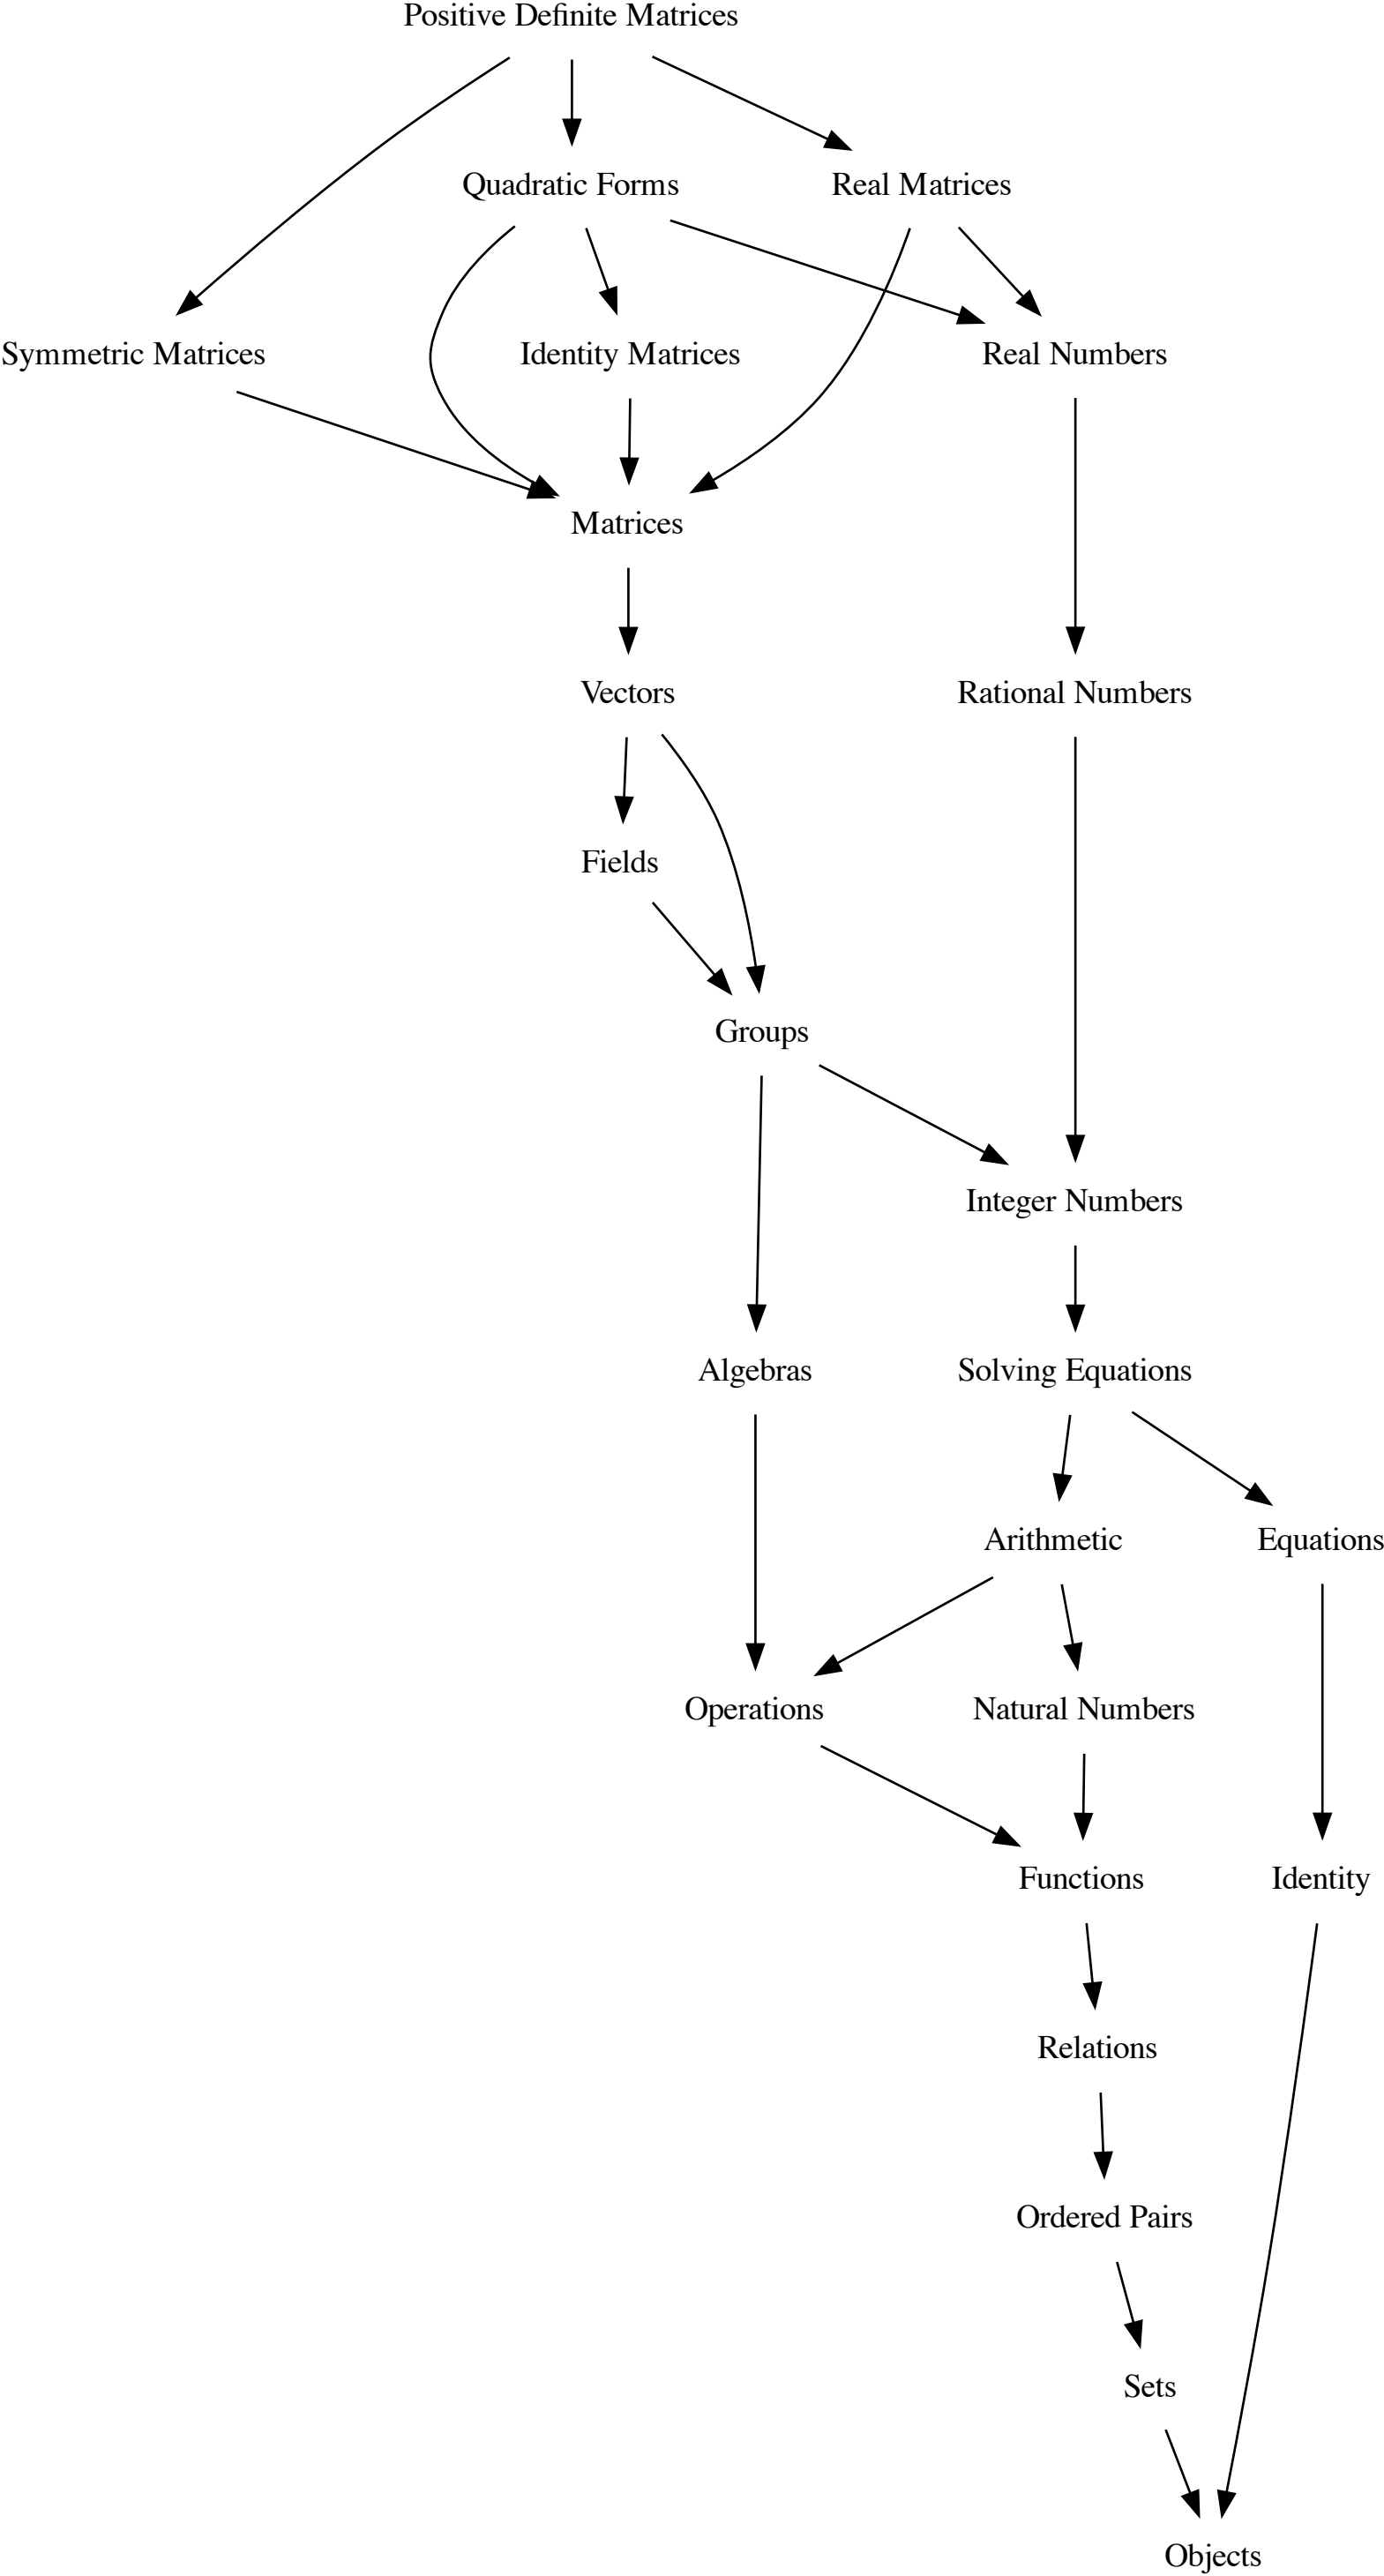 Positive Definite Matrices
Quadratic Forms
Real Matrices
Symmetric Matrices
Identity Matrices
Real Numbers
Matrices
Vectors
Rational Numbers
Fields
Groups
Integer Numbers
Algebras
Solving Equations
Arithmetic
Equations
Operations
Natural Numbers
Functions
Identity
Relations
Ordered Pairs
Sets
Objects